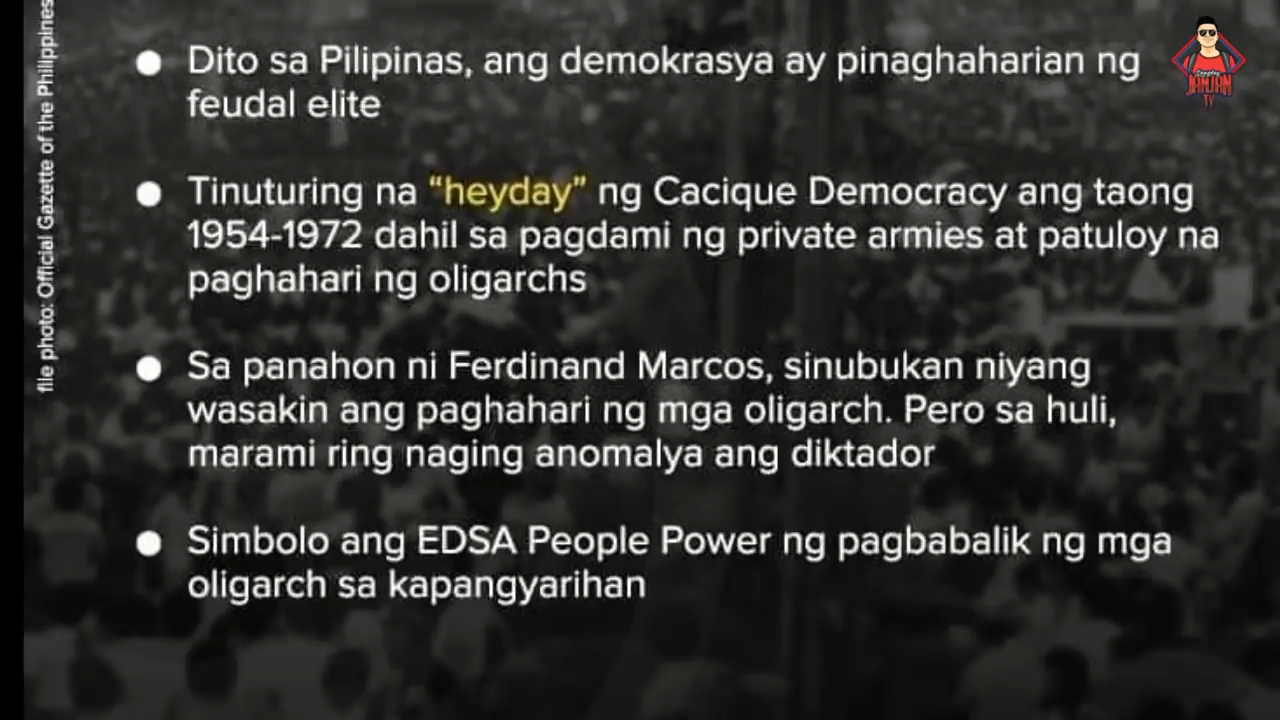 file photo: Official Gazette of the Philippines
● Dito sa Pilipinas, ang demokrasya ay pinaghaharian ng
feudal elite
● Tinuturing na “heyday” ng Cacique Democracy ang taong
1954-1972 dahil sa pagdami ng private armies at patuloy na
paghahari ng oligarchs
● Sa panahon ni Ferdinand Marcos, sinubukan niyang
wasakin ang paghahari ng mga oligarch. Pero sa huli,
marami ring naging anomalya ang diktador
● Simbolo ang EDSA People Power ng pagbabalik ng mga
oligarch sa kapangyarihan
JANJAN
TV